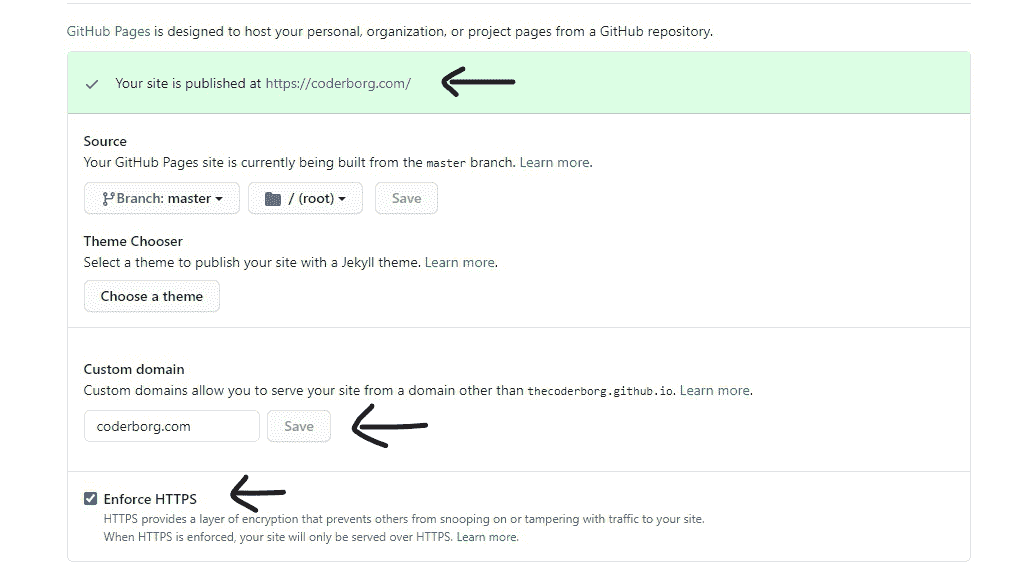 GitHub Pages is designed to host your personal, organization, or project pages from a GitHub repository.
Your site is published at https://coderborg.com/
Source
Your GitHub Pages site is currently being built from the master branch. Learn more.
Branch: master
/ (root)
Save
Theme Chooser
Select a theme to publish your site with a Jekyll theme. Learn more.
Choose a theme
Custom domain
Custom domains allow you to serve your site from a domain other than thecoderborg.github.io. Learn more.
coderborg.com
Save
Enforce HTTPS
HTTPS provides a layer of encryption that prevents others from snooping on or tampering with traffic to your site.
When HTTPS is enforced, your site will only be served over HTTPS. Learn more.